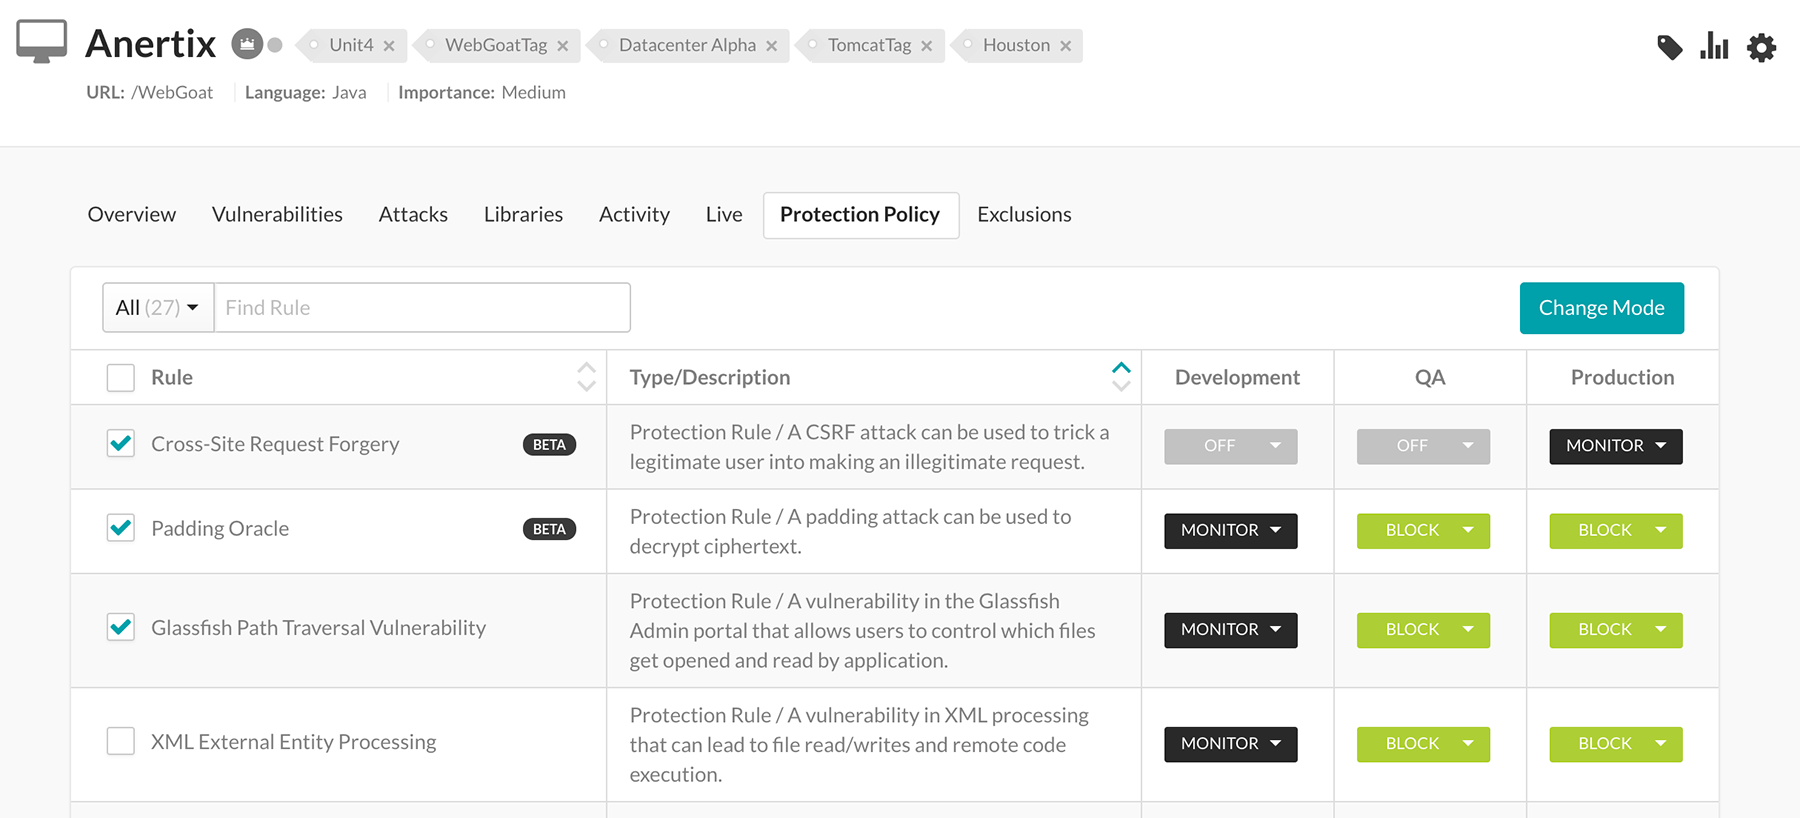 Anertix
Unit4
WebGoatTag
Datacenter Alpha
TomcatTag
Houston
URL: /WebGoat
Language: Java
Importance: Medium
Overview
Vulnerabilities
Attacks
Libraries
Activity
Live
Protection Policy
Exclusions
All (27)
Find Rule
Change Mode
Rule
Type/Description
Development
QA
Production
Cross-Site Request Forgery
BETA
Protection Rule / A CSRF attack can be used to trick a
legitimate user into making an illegitimate request.
OFF
OFF
MONITOR
Padding Oracle
BETA
Protection Rule / A padding attack can be used to
decrypt ciphertext.
MONITOR
BLOCK
BLOCK
Glassfish Path Traversal Vulnerability
Protection Rule / A vulnerability in the Glassfish
Admin portal that allows users to control which files
get opened and read by application.
MONITOR
BLOCK
BLOCK
XML External Entity Processing
Protection Rule / A vulnerability in XML processing
that can lead to file read/writes and remote code
execution.
MONITOR
BLOCK
BLOCK